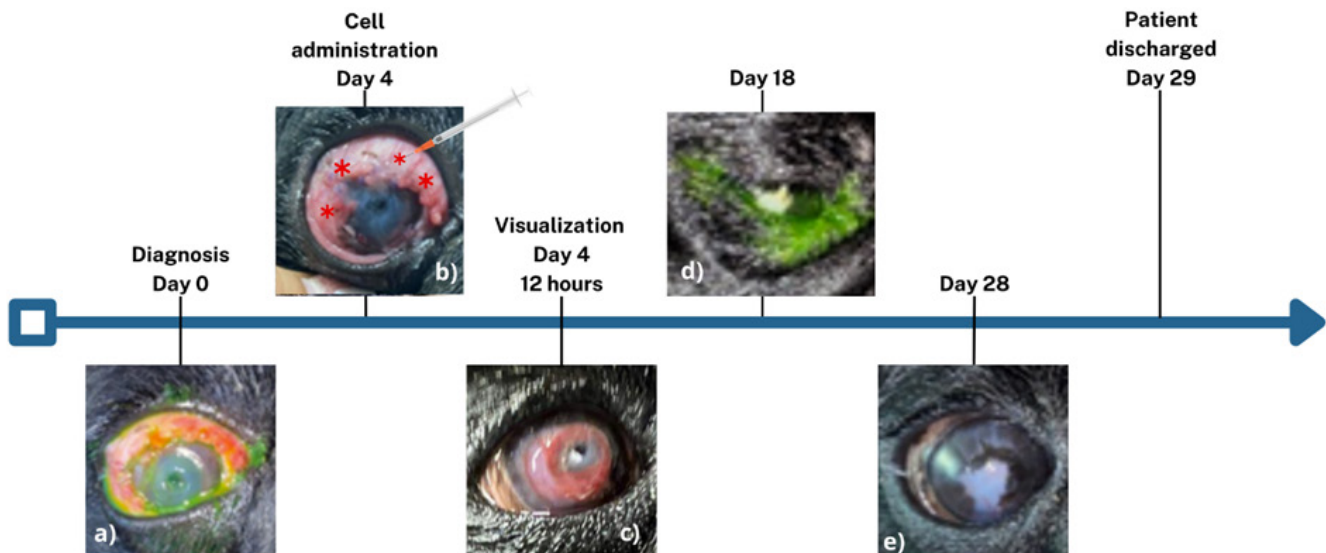 Cell
administration
Day 4
Patient
discharged
Day 29
Day 18
b)
Diagnosis
Day 0
Visualization
Day 4
12 hours
d)
Day 28
a)
c)
e)